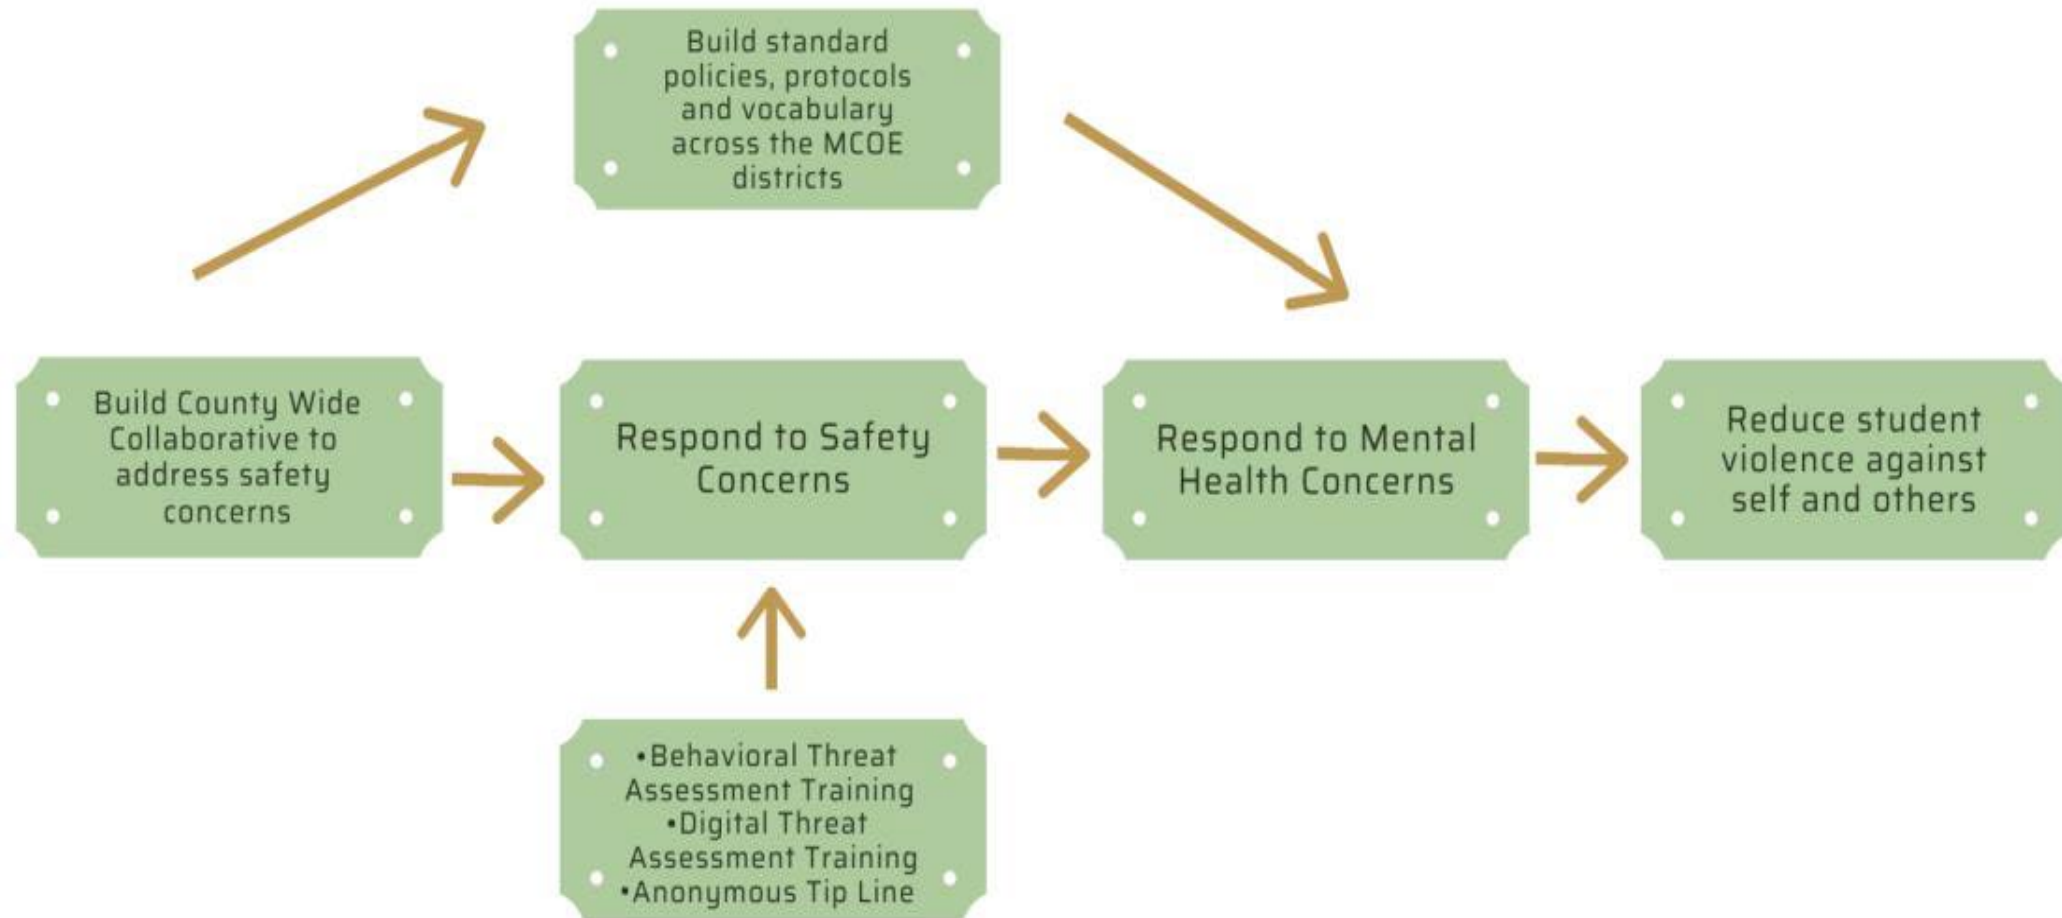 Build standard
policies, protocols
and vocabulary
across the MCOE
districts
Build County Wide
Collaborative to
address safety
concerns
Respond to Safety
Concerns
Respond to Mental
Health Concerns
Reduce student
violence against
self and others
•Behavioral Threat
Assessment Training
•Digital Threat
Assessment Training
•Anonymous Tip Line